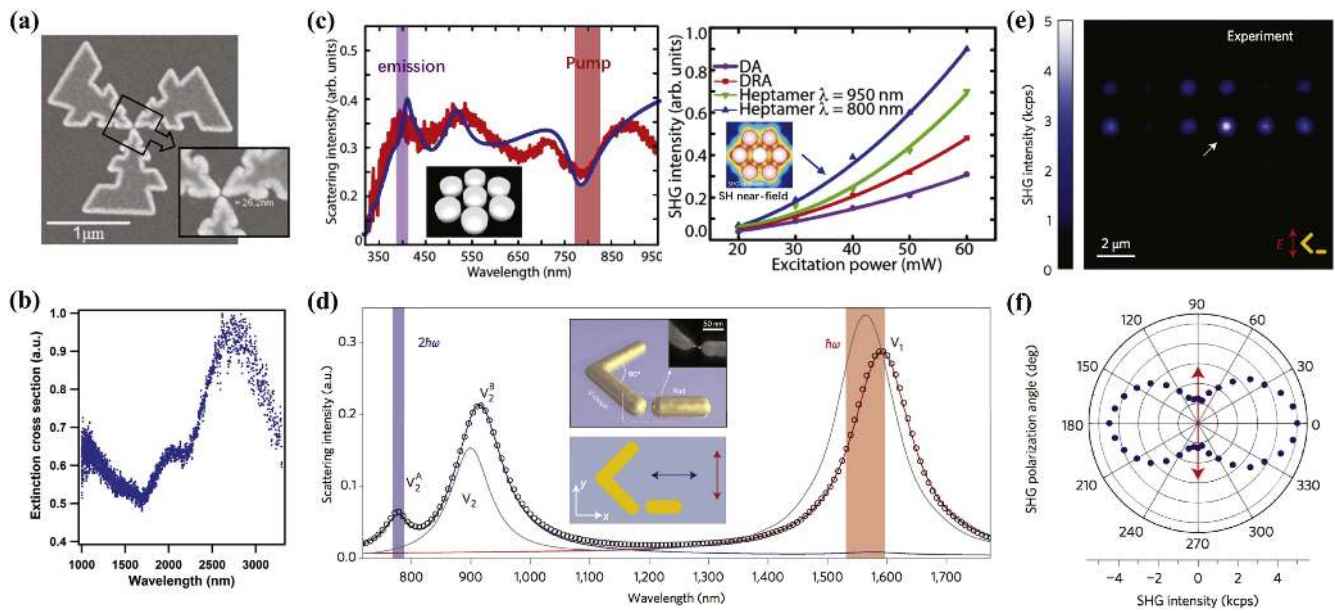 (a)
= 26.2nm
1µm
(b)
Extinction cross section (a.u.)
1.0
0.9
0.8
0.7
0.6
0.5
0.4
1000 1500 2000 2500 3000
Wavelength (nm)
(c)
Scattering intensity (arb. units)
0.5
0.4
0.3
0.2
0.1
emission
Pump
350 450 550 650 750 850 950
Wavelength (nm)
SHG intensity (arb. units)
1.0
0.8
0.6
0.4
0.2
0.0
DA
DRA
Heptamer λ = 950 nm
Heptamer λ = 800 nm
SH near-field
20 30 40 50 60
Excitation power (mW)
(d)
Scattering intensity (a.u.)
0.3
0.2
0.1
0.0
2ħω
ħω
V₂ᴬ
V₂
V₂ᴮ
V₁
50 nm
90°
Rod
y
x
800 900 1,000 1,100 1,200 1,300 1,400 1,500 1,600 1,700
Wavelength (nm)
(e)
SHG intensity (kcps)
5
4
3
2
1
0
Experiment
2 µm
E
(f)
SHG polarization angle (deg)
90
120 60
150 30
180 0
210 330
240 300
270
−4 −2 0 2 4
SHG intensity (kcps)